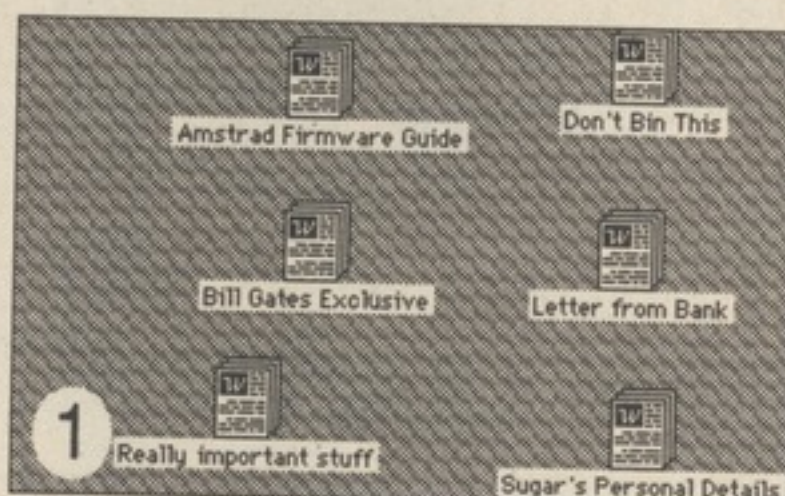 Amstrad Firmware Guide
Don't Bin This
Bill Gates Exclusive
Letter from Bank
1
Really important stuff
Sugar's Personal Details